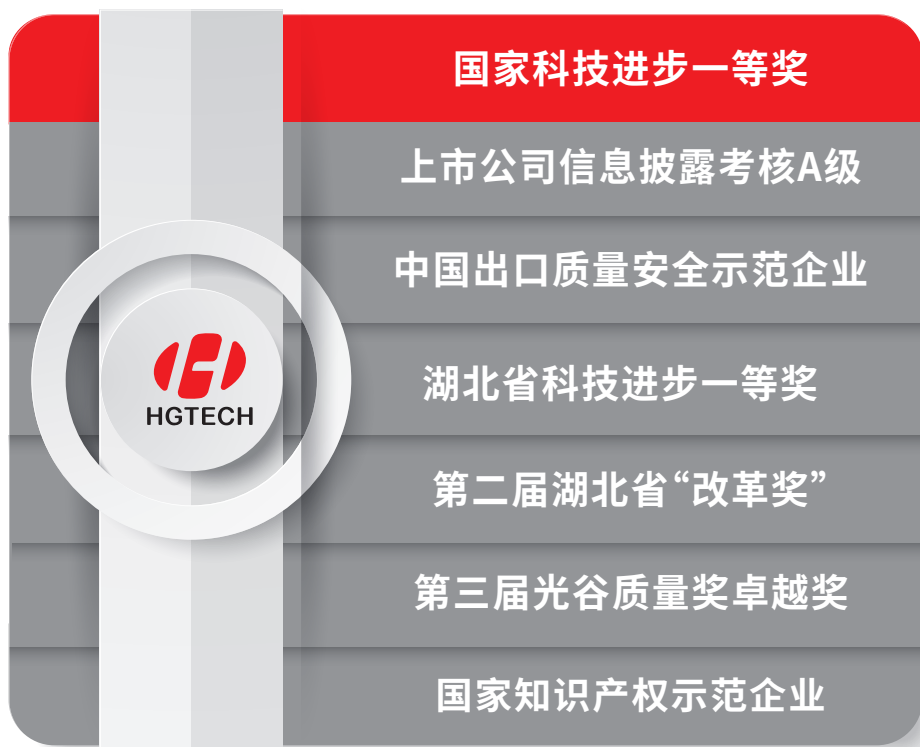 国家科技进步一等奖
上市公司信息披露考核A级
中国出口质量安全示范企业
湖北省科技进步一等奖
HGTECH
第二届湖北省“改革奖”
第三届光谷质量奖卓越奖
国家知识产权示范企业